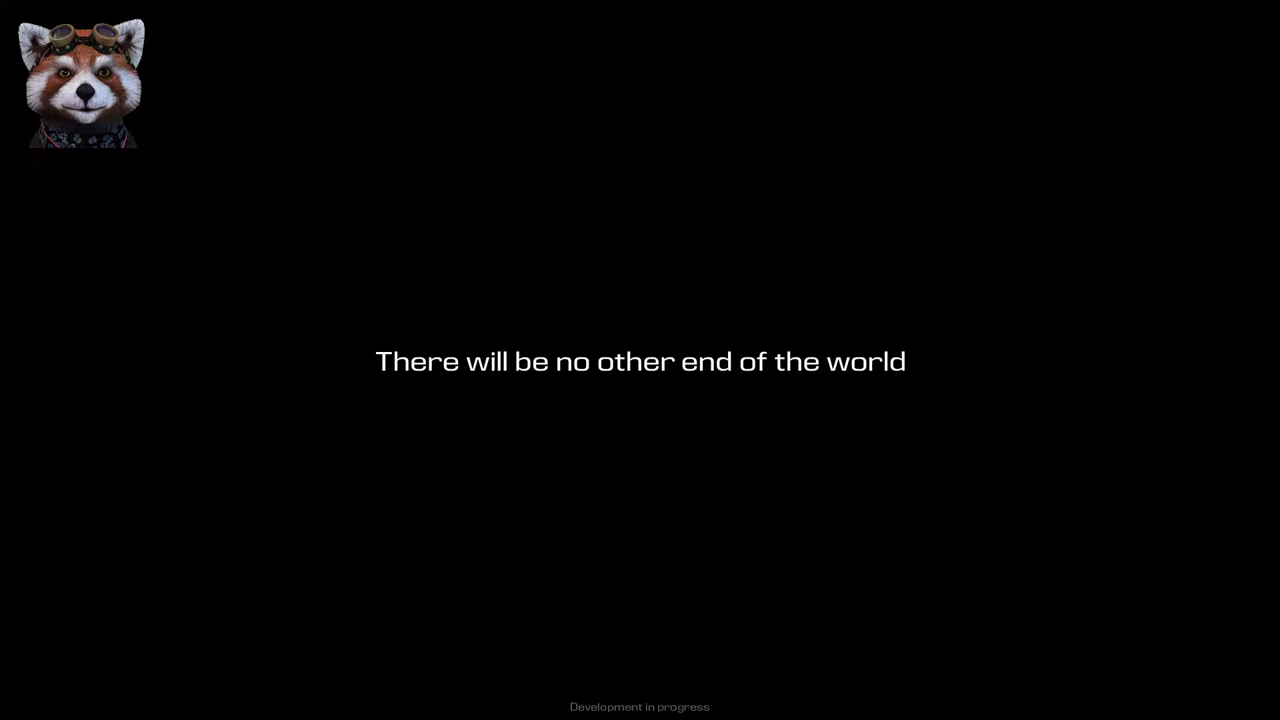 There will be no other end of the world
Development in progress